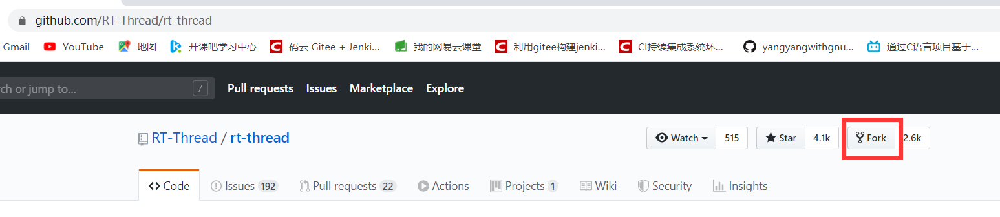 github.com/RT-Thread/rt-thread
Gmail YouTube 地图 开课吧学习中心 码云 Gitee + Jenki... 我的网易云课堂 利用gitee构建jenki... CI持续集成系统环... yangyangwithgnu... 通过C语言项目基于...
ch or jump to... / Pull requests Issues Marketplace Explore
RT-Thread / rt-thread Watch 515 Star 4.1k Fork 2.6k
Code Issues 192 Pull requests 22 Actions Projects 1 Wiki Security Insights